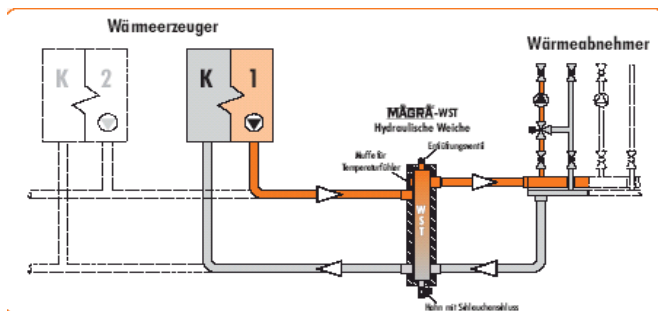 Wärmeerzeuger
Wärmeabnehmer
K 2
K 1
MAGRA-WST
Hydraulische Weiche
Entlüftungsventil
Muffe für
Temperaturfühler
WST
Hahn mit Schlauchanschluss